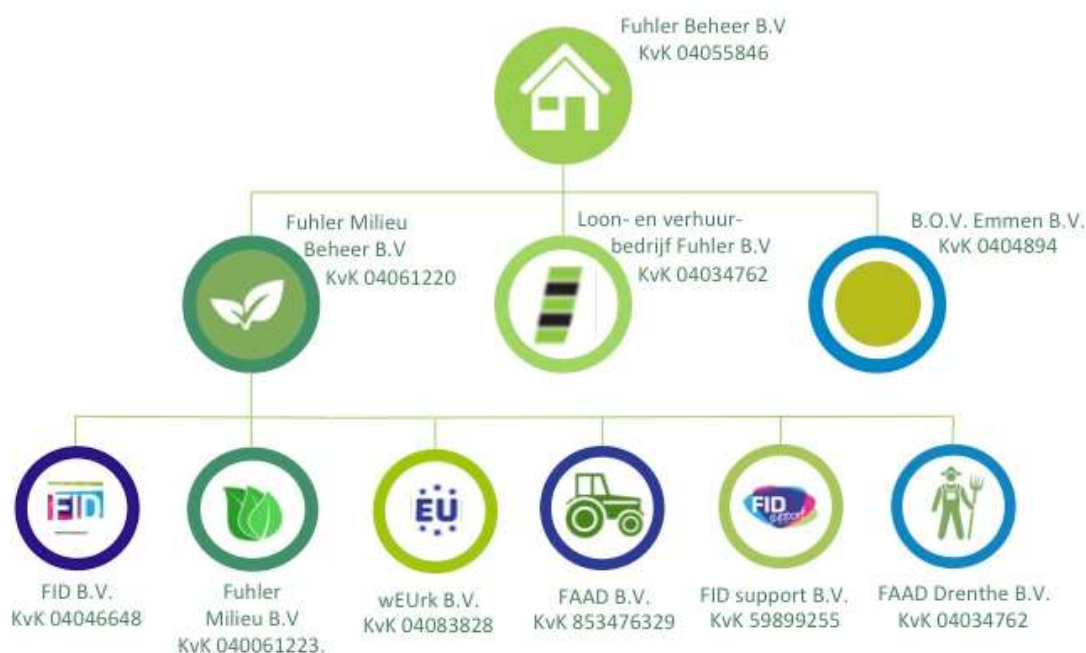 Fuhler Beheer B.V
KvK 04055846
Fuhler Milieu
Beheer B.V
KvK 04061220
Loon- en verhuur-
bedrijf Fuhler B.V
KvK 04034762
B.O.V. Emmen B.V.
KvK 0404894
FID
EU
FID
support
FID B.V.
KvK 04046648
Fuhler
Milieu B.V
KvK 040061223.
wEUrk B.V.
KvK 04083828
FAAD B.V.
KvK 853476329
FID support B.V.
KvK 59899255
FAAD Drenthe B.V.
KvK 04034762